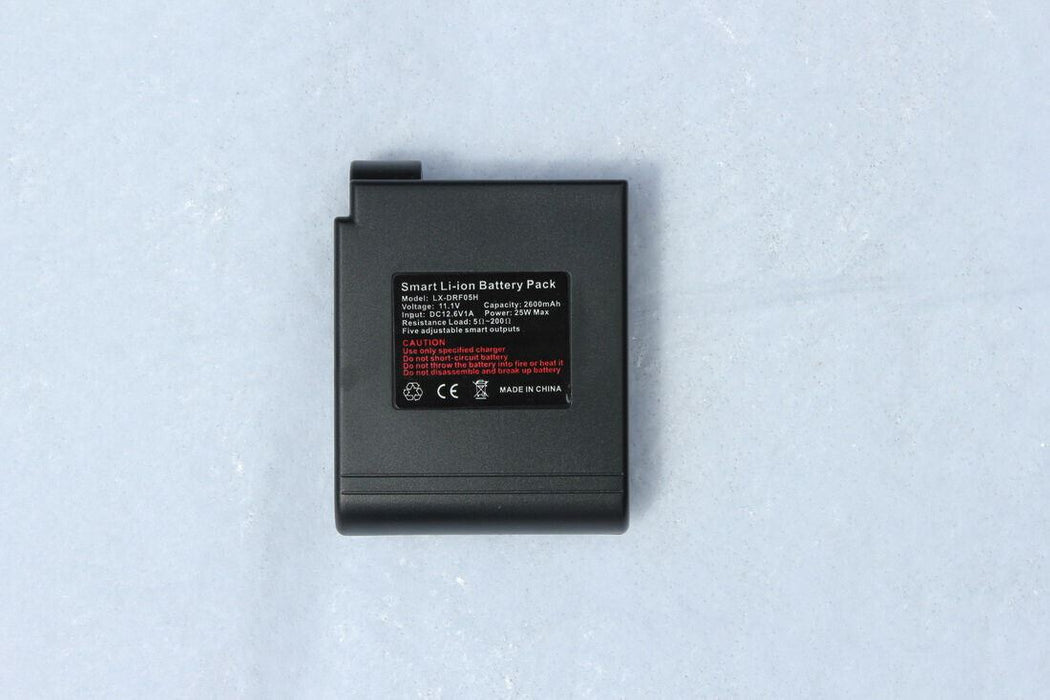 Smart Li-ion Battery Pack
Model: LX-DRF05H
Voltage: 11.1V Capacity: 2600mAh
Input: DC12.6V1A Power: 25W Max
Resistance Load: 5Ω~200Ω
Five adjustable smart outputs
CAUTION
Use only specified charger
Do not short-circuit battery
Do not throw the battery into fire or heat it
Do not disassemble and break up battery
CE MADE IN CHINA